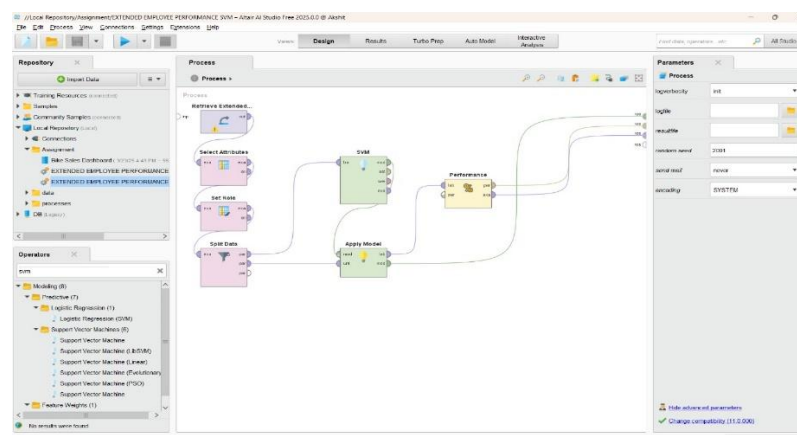 //Local Repository/Assignment/EXTENDED EMPLOYEE PERFORMANCE SVM – Altair AI Studio Free 2025.0.0 @ Akshit
File Edit Process View Connections Settings Extensions Help
Views: Design Results Turbo Prep Auto Model Interactive Analysis
All Studio
Repository
Import Data
Training Resources
Samples
Community Samples
Local Repository
Connections
Assignment
Bike Sales Dashboard
EXTENDED EMPLOYEE PERFORMANCE
EXTENDED EMPLOYEE PERFORMANCE
data
processes
DB
Operators
svm
Modeling (8)
Predictive (7)
Logistic Regression (1)
Logistic Regression (SVM)
Support Vector Machines (6)
Support Vector Machine
Support Vector Machine (LibSVM)
Support Vector Machine (Linear)
Support Vector Machine (Evolutionary
Support Vector Machine (PSO)
Support Vector Machine
Feature Weights (1)
No results were found
Process
Process
Process
Retrieve Extended...
Select Attributes
Set Role
Split Data
SVM
Apply Model
Performance
Parameters
Process
logverbosity init
logfile
resultfile
random seed 2001
send mail never
encoding SYSTEM
Hide advanced parameters
Change compatibility (11.0.000)